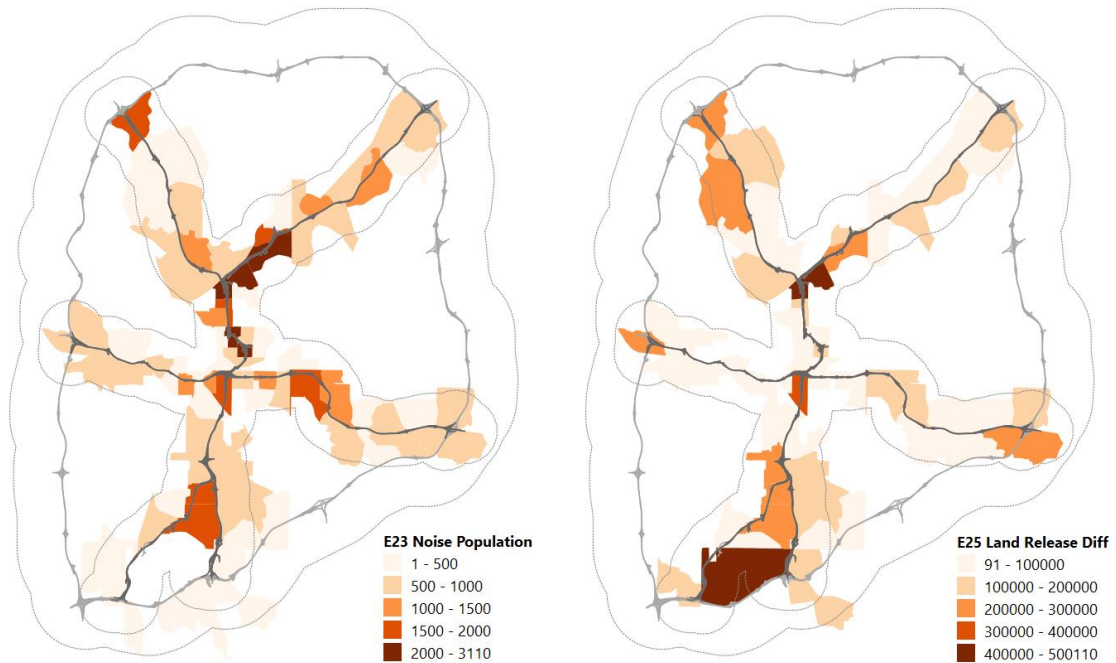 E23 Noise Population
1 - 500
500 - 1000
1000 - 1500
1500 - 2000
2000 - 3110
E25 Land Release Diff
91 - 100000
100000 - 200000
200000 - 300000
300000 - 400000
400000 - 500110